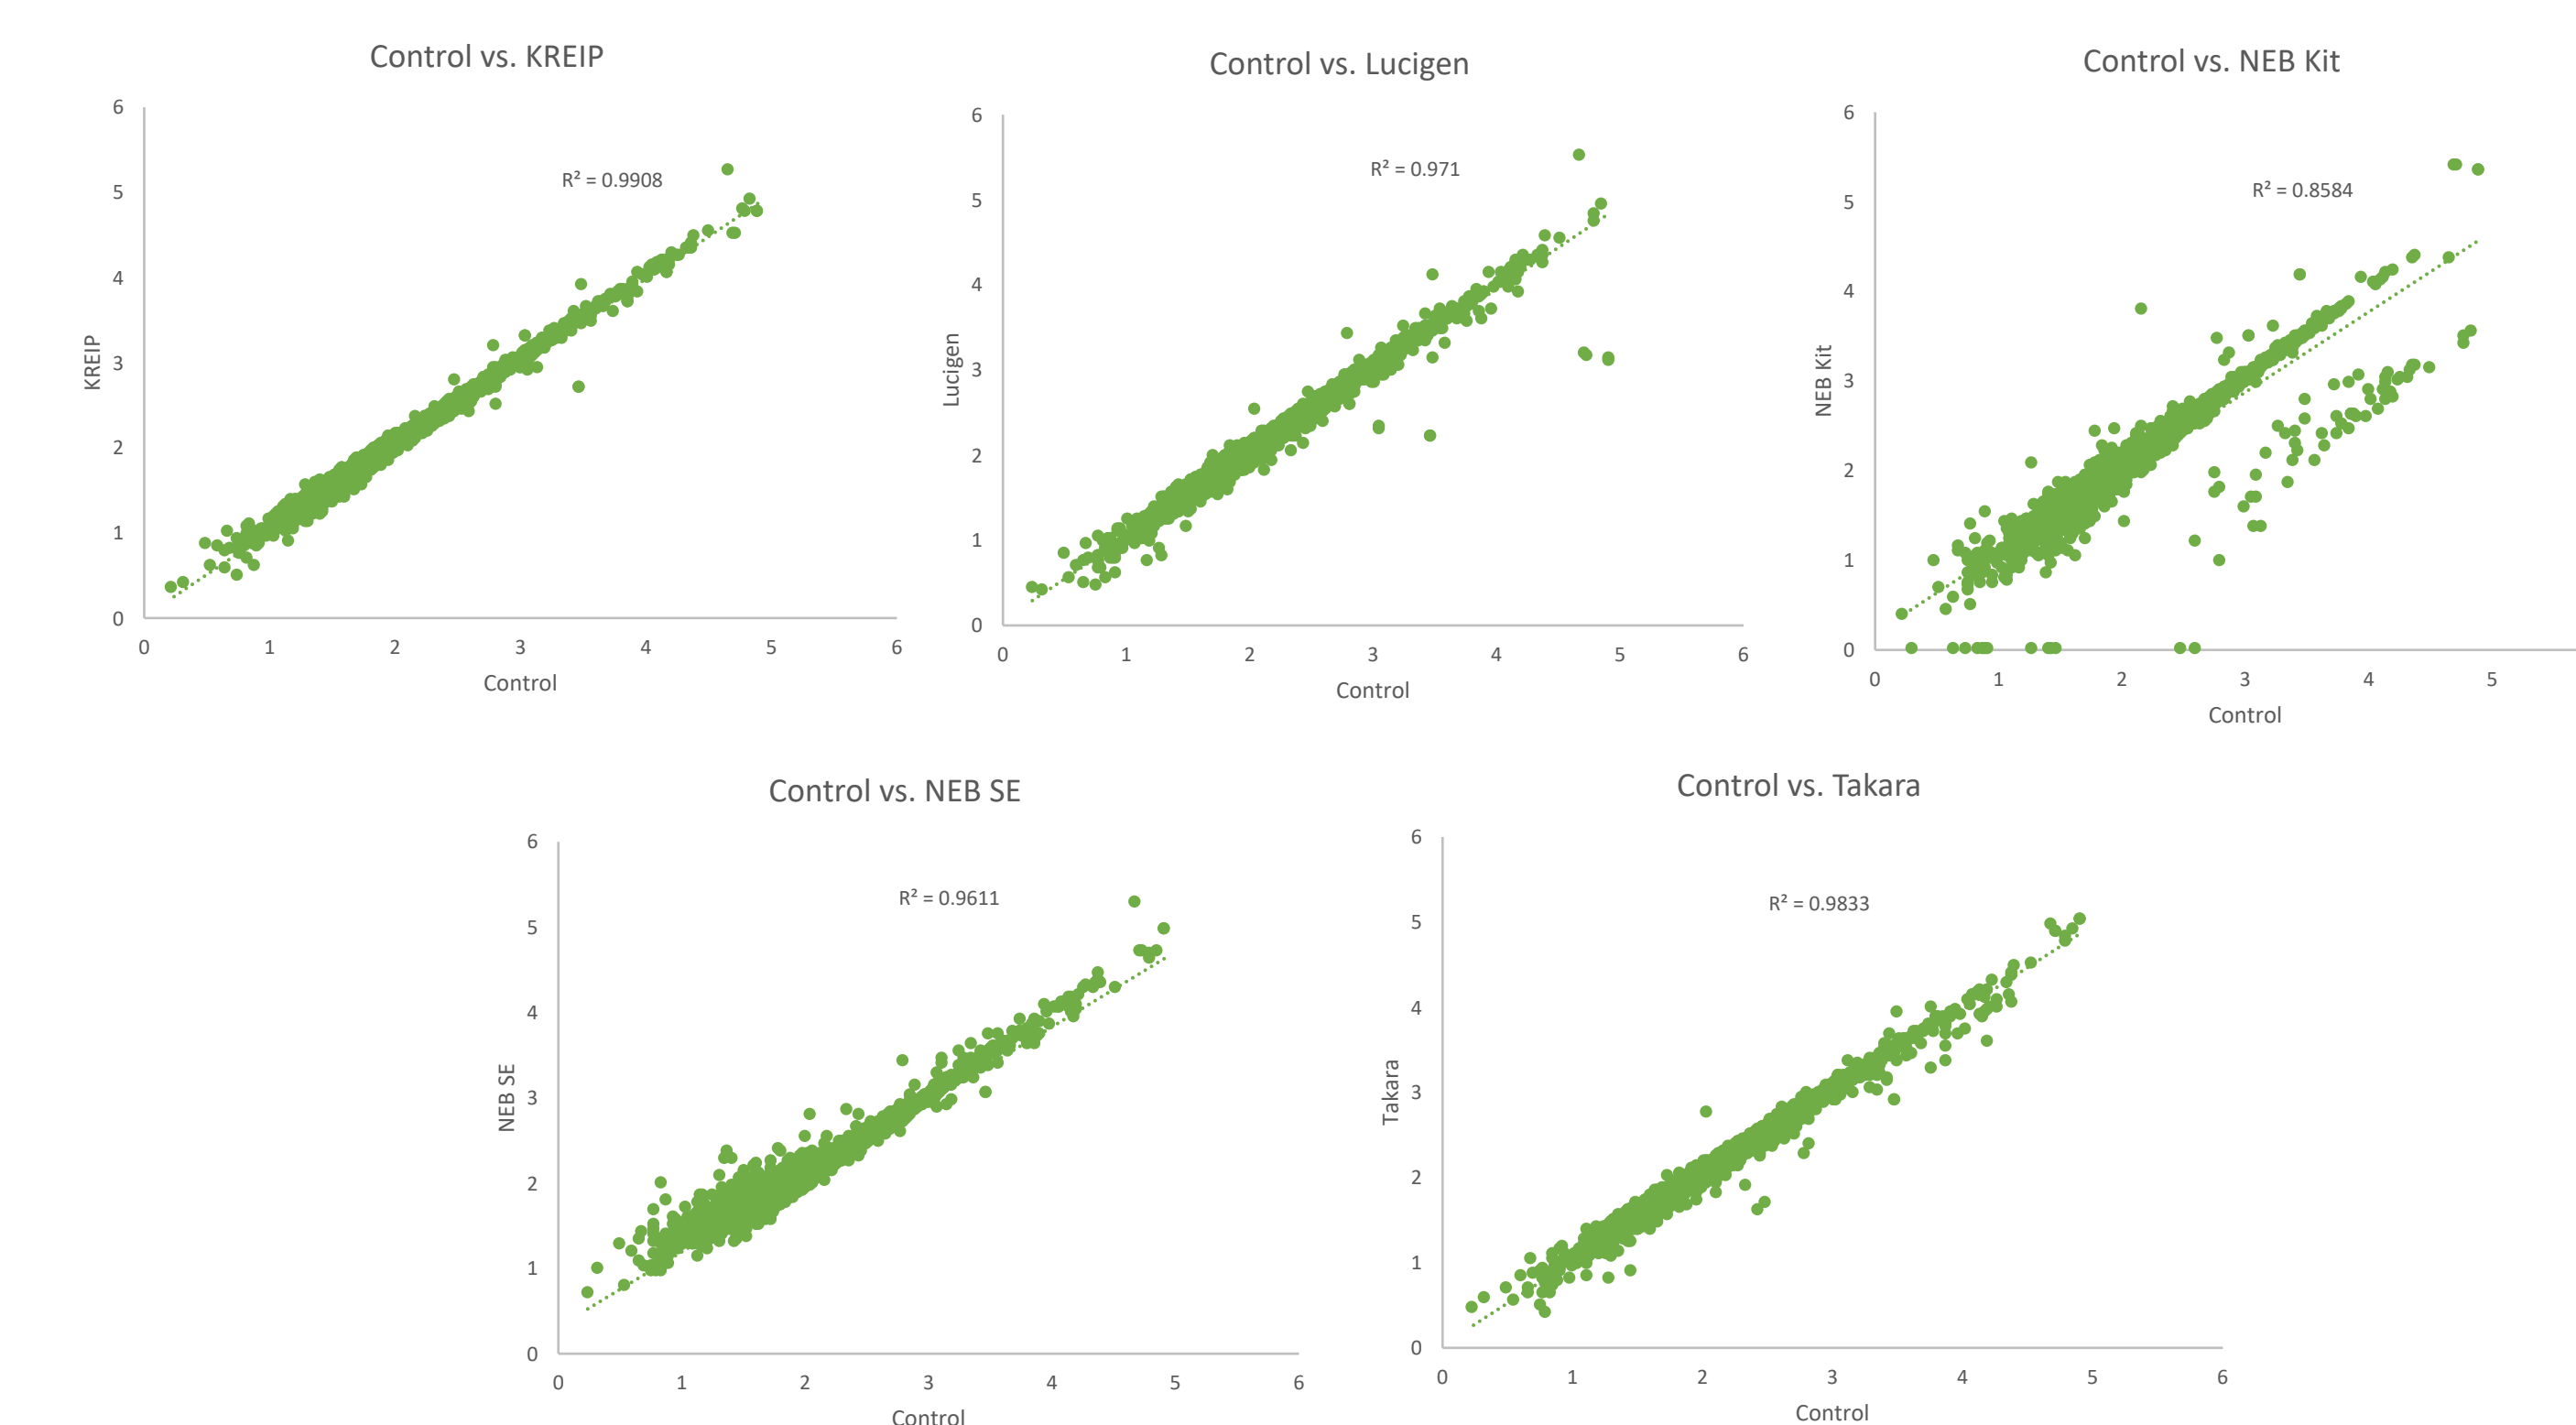 Control vs. KREIP
R² = 0.9908
KREIP
6
5
4
3
2
1
0
0 1 2 3 4 5 6
Control
Control vs. Lucigen
R² = 0.971
Lucigen
6
5
4
3
2
1
0
0 1 2 3 4 5 6
Control
Control vs. NEB Kit
R² = 0.8584
NEB Kit
6
5
4
3
2
1
0
0 1 2 3 4 5
Control
Control vs. NEB SE
R² = 0.9611
NEB SE
6
5
4
3
2
1
0
0 1 2 3 4 5 6
Control
Control vs. Takara
R² = 0.9833
Takara
6
5
4
3
2
1
0
0 1 2 3 4 5 6
Control